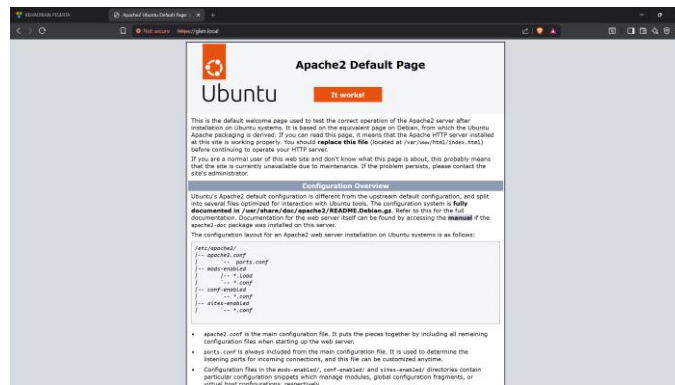 Apache2 Ubuntu Default Page
Not secure https://glen.local
Apache2 Default Page
Ubuntu
It works!
This is the default welcome page used to test the correct operation of the Apache2 server after
installation on Ubuntu systems. It is based on the equivalent page on Debian, from which the Ubuntu
Apache packaging is derived. If you can read this page, it means that the Apache HTTP server installed
at this site is working properly. You should replace this file (located at /var/www/html/index.html)
before continuing to operate your HTTP server.
If you are a normal user of this web site and don't know what this page is about, this probably means
that the site is currently unavailable due to maintenance. If the problem persists, please contact the
site's administrator.
Configuration Overview
Ubuntu's Apache2 default configuration is different from the upstream default configuration, and split
into several files optimized for interaction with Ubuntu tools. The configuration system is fully
documented in /usr/share/doc/apache2/README.Debian.gz. Refer to this for the full
documentation. Documentation for the web server itself can be found by accessing the manual if the
apache2-doc package was installed on this server.
The configuration layout for an Apache2 web server installation on Ubuntu systems is as follows:
/etc/apache2/
|-- apache2.conf
|       `-- ports.conf
|-- mods-enabled
|       |-- *.load
|       `-- *.conf
|-- conf-enabled
|       `-- *.conf
|-- sites-enabled
|       `-- *.conf
• apache2.conf is the main configuration file. It puts the pieces together by including all remaining
configuration files when starting up the web server.
• ports.conf is always included from the main configuration file. It is used to determine the
listening ports for incoming connections, and this file can be customized anytime.
• Configuration files in the mods-enabled/, conf-enabled/ and sites-enabled/ directories contain
particular configuration snippets which manage modules, global configuration fragments, or
virtual host configurations, respectively.